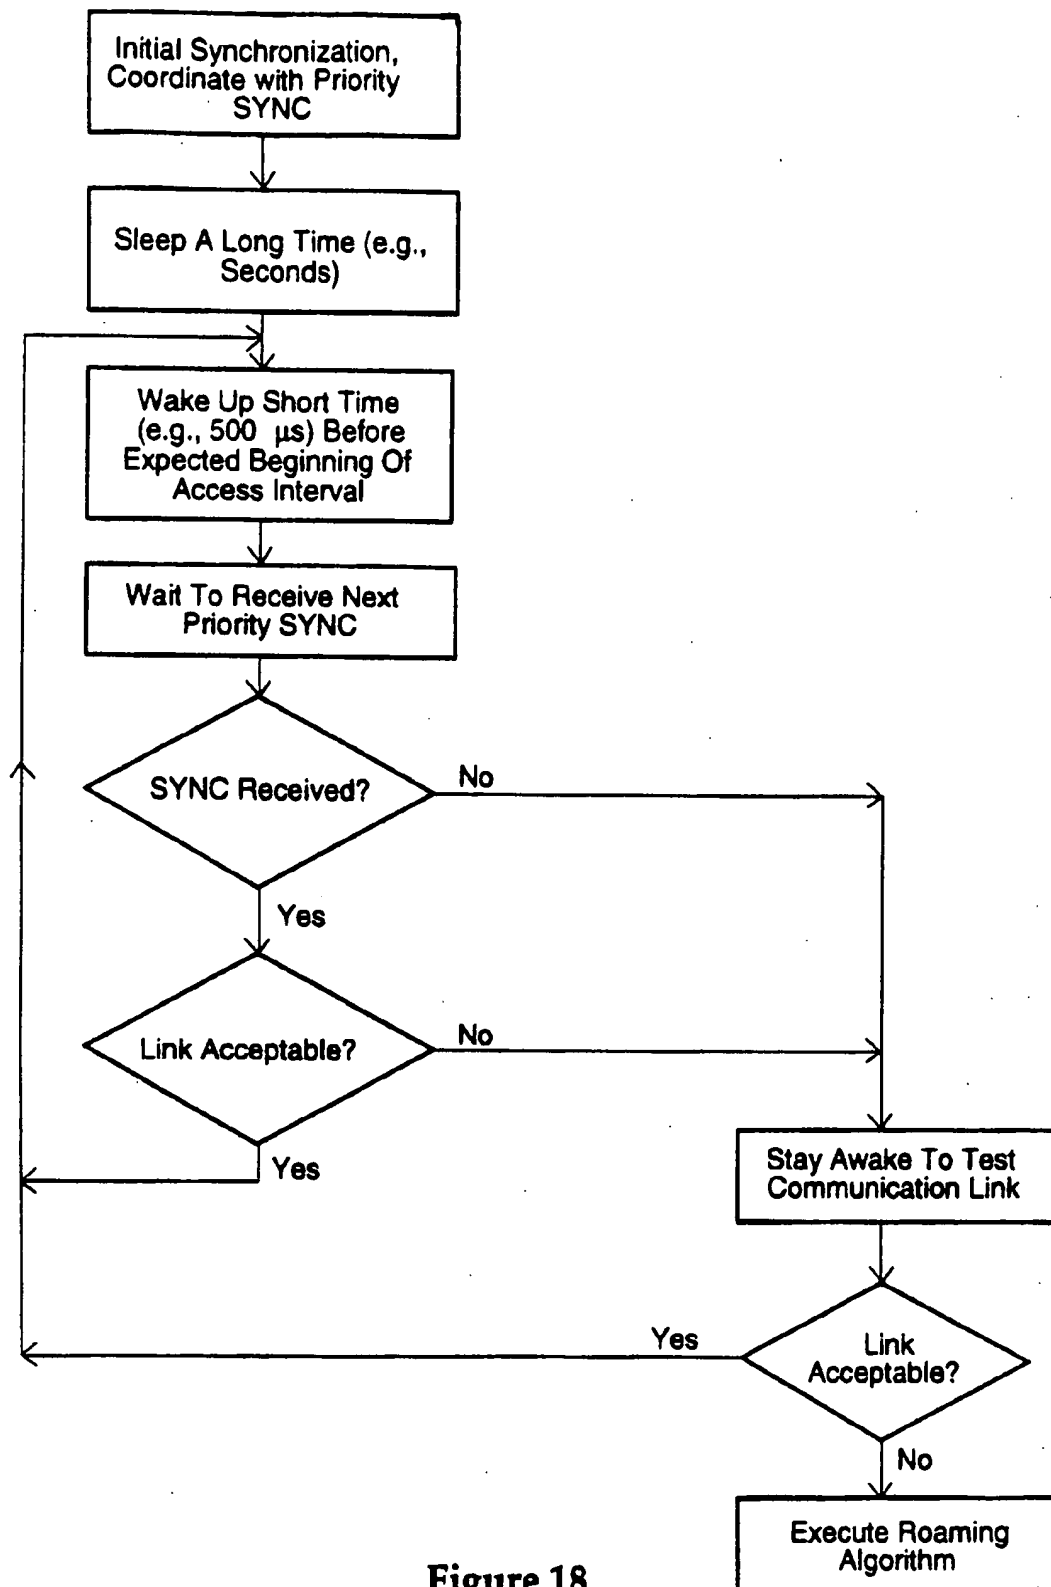 Initial Synchronization,
Coordinate with Priority
SYNC
Sleep A Long Time (e.g.,
Seconds)
Wake Up Short Time
(e.g., 500 µs) Before
Expected Beginning Of
Access Interval
Wait To Receive Next
Priority SYNC
SYNC Received?
No
Yes
Link Acceptable?
No
Yes
Stay Awake To Test
Communication Link
Yes
Link
Acceptable?
No
Execute Roaming
Algorithm
Figure 18